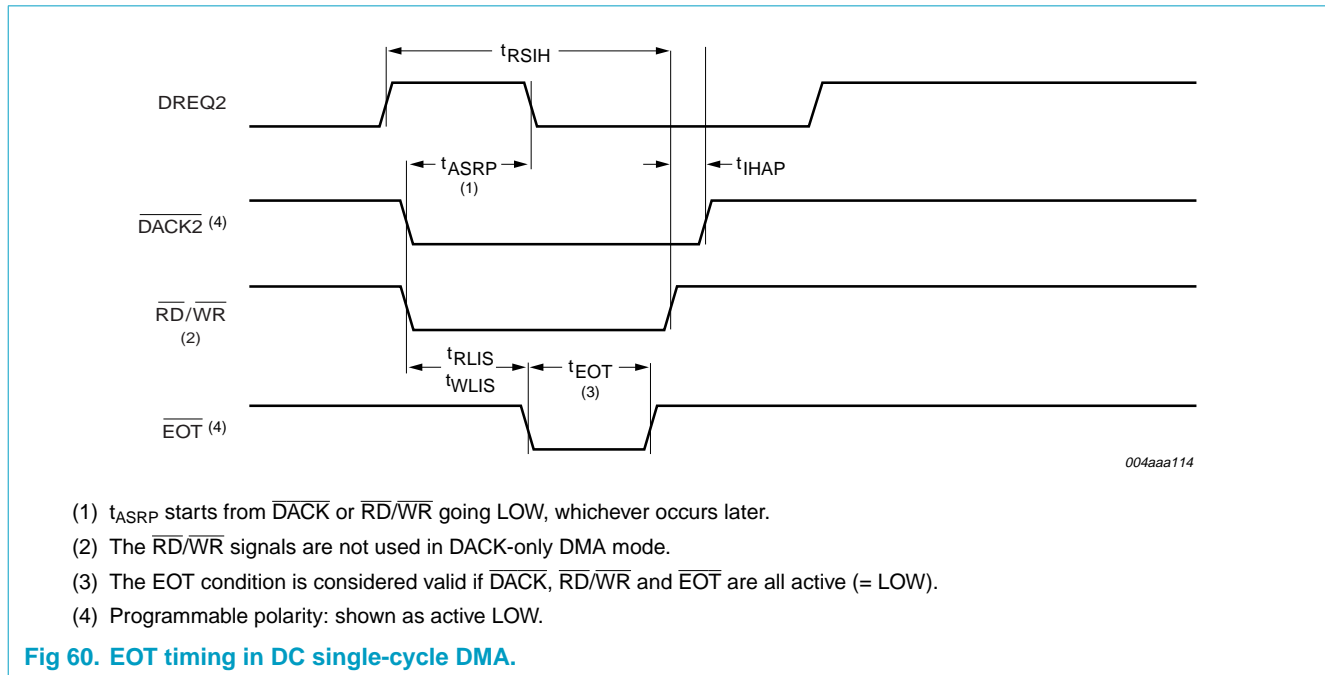 tRSIH
DREQ2
tASRP
(1)
tIHAP
DACK2 (4)
RD/WR
(2)
tRLIS
tWLIS
tEOT
(3)
EOT (4)
004aaa114
(1) tASRP starts from DACK or RD/WR going LOW, whichever occurs later.
(2) The RD/WR signals are not used in DACK-only DMA mode.
(3) The EOT condition is considered valid if DACK, RD/WR and EOT are all active (= LOW).
(4) Programmable polarity: shown as active LOW.
Fig 60. EOT timing in DC single-cycle DMA.